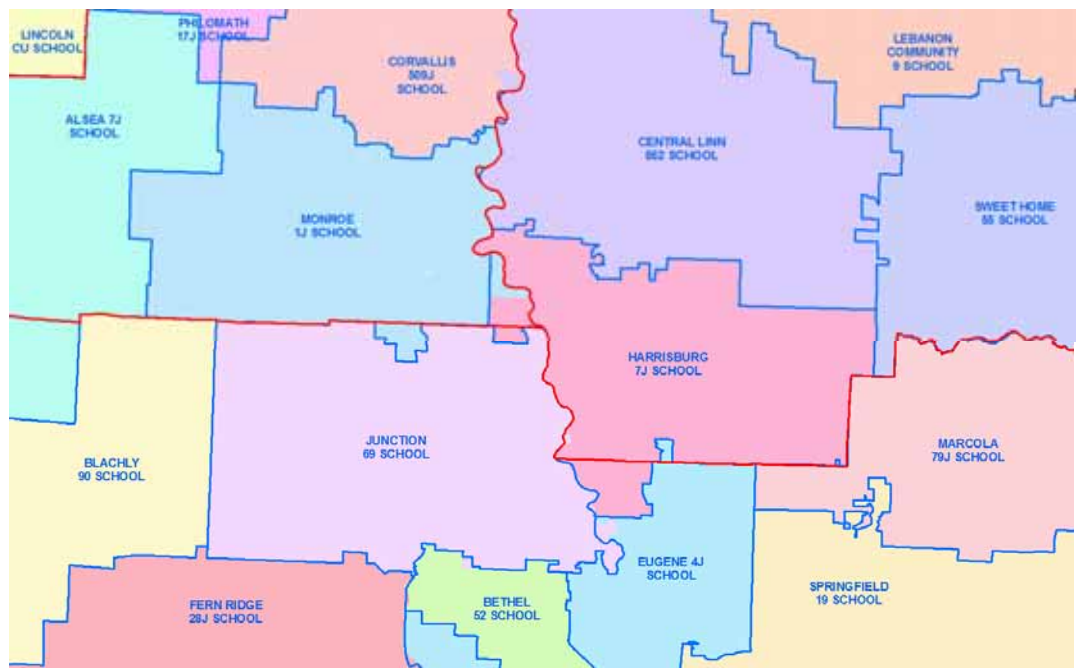 LINCOLN
CU SCHOOL
PHILOMATH
17J SCHOOL
CORVALLIS
509J
SCHOOL
LEBANON
COMMUNITY
9 SCHOOL
ALSEA 7J
SCHOOL
CENTRAL LINN
552 SCHOOL
MONROE
1J SCHOOL
SWEET HOME
55 SCHOOL
HARRISBURG
7J SCHOOL
JUNCTION
69 SCHOOL
MARCOLA
79J SCHOOL
BLACHLY
90 SCHOOL
EUGENE 4J
SCHOOL
SPRINGFIELD
19 SCHOOL
FERN RIDGE
28J SCHOOL
BETHEL
52 SCHOOL